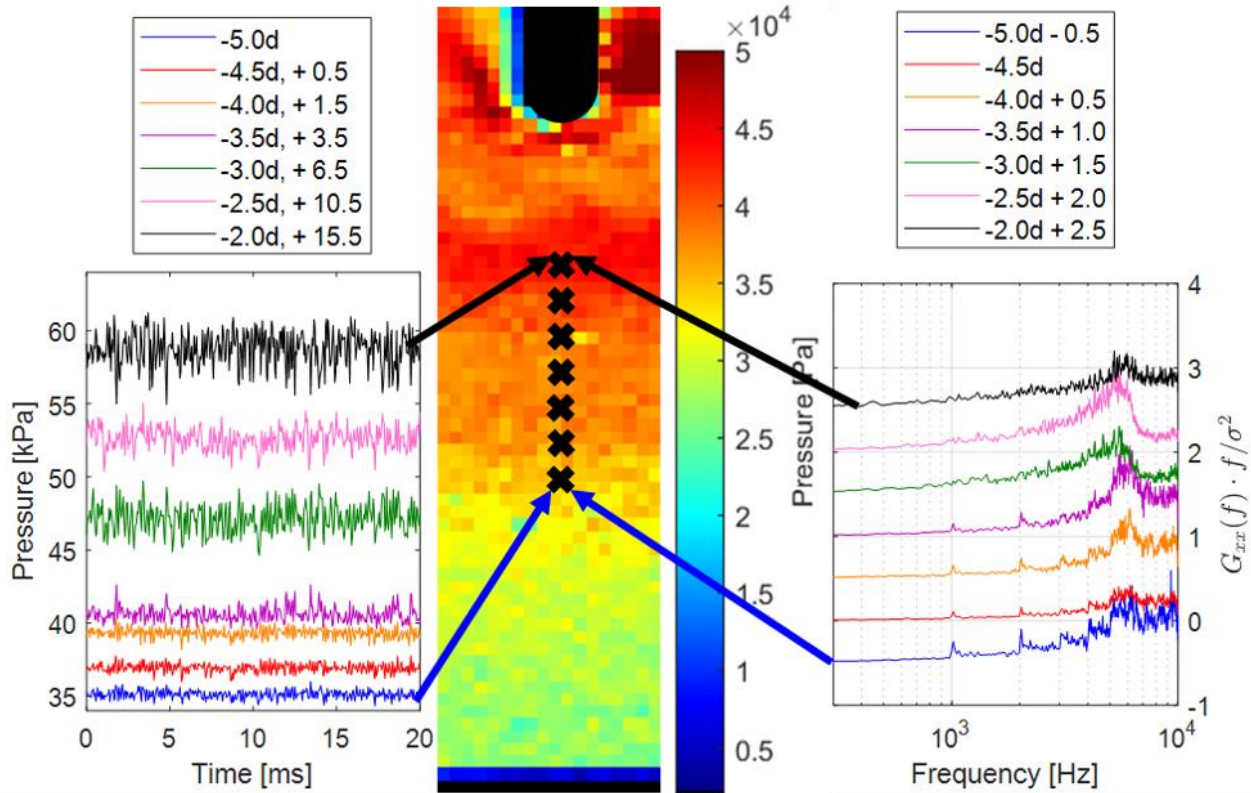 -5.0d
-4.5d, + 0.5
-4.0d, + 1.5
-3.5d, + 3.5
-3.0d, + 6.5
-2.5d, + 10.5
-2.0d, + 15.5
Pressure [kPa]
60
55
50
45
40
35
0
5
10
15
20
Time [ms]
×10⁴
5
4.5
4
3.5
3
2.5
2
1.5
1
0.5
Pressure [Pa]
-5.0d - 0.5
-4.5d
-4.0d + 0.5
-3.5d + 1.0
-3.0d + 1.5
-2.5d + 2.0
-2.0d + 2.5
4
3
2
1
0
-1
G_xx(f) · f/σ²
10³
10⁴
Frequency [Hz]